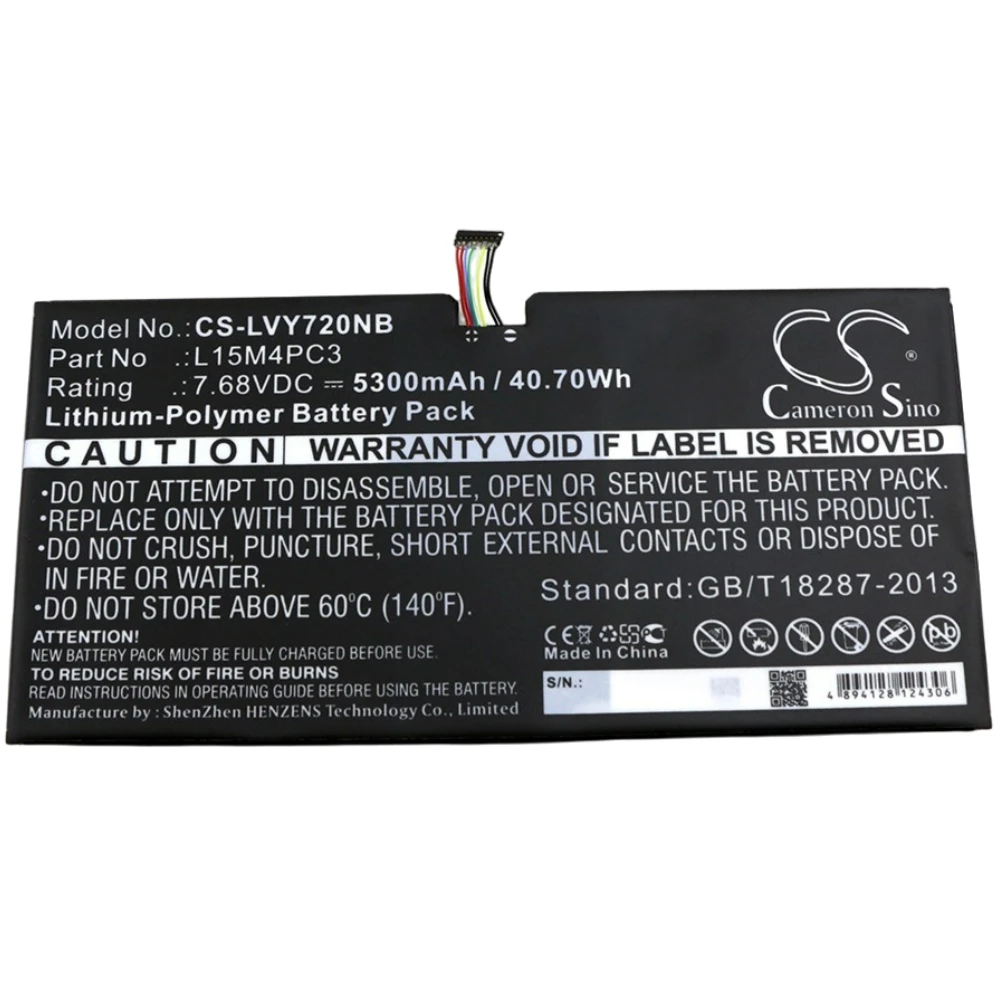 Model No.: CS-LVY720NB
Part No : L15M4PC3
Rating : 7.68VDC ⎓ 5300mAh / 40.70Wh
Lithium-Polymer Battery Pack
CS
®
Cameron Sino
CAUTION WARRANTY VOID IF LABEL IS REMOVED
•DO NOT ATTEMPT TO DISASSEMBLE, OPEN OR SERVICE BATTERY PACK.
•REPLACE ONLY WITH THE BATTERY PACK DESIGNATED FOR THIS PRODUCT.
•DO NOT CRUSH, PUNCTURE, SHORT EXTERNAL CONTACTS OR DISPOSE OF
IN FIRE OR WATER.
•DO NOT STORE ABOVE 60°C (140°F).
Standard:GB/T18287-2013
ATTENTION!
NEW BATTERY PACK MUST BE FULLY CHARGED BEFORE USE.
TO REDUCE RISK OF FIRE OR BURNS
READ INSTRUCTIONS IN OPERATING GUIDE BEFORE USING BATTERY.
Manufacture by : ShenZhen HENZENS Technology Co., Limited
CE
Pb
Made In China
S/N.:
4 894128 124306